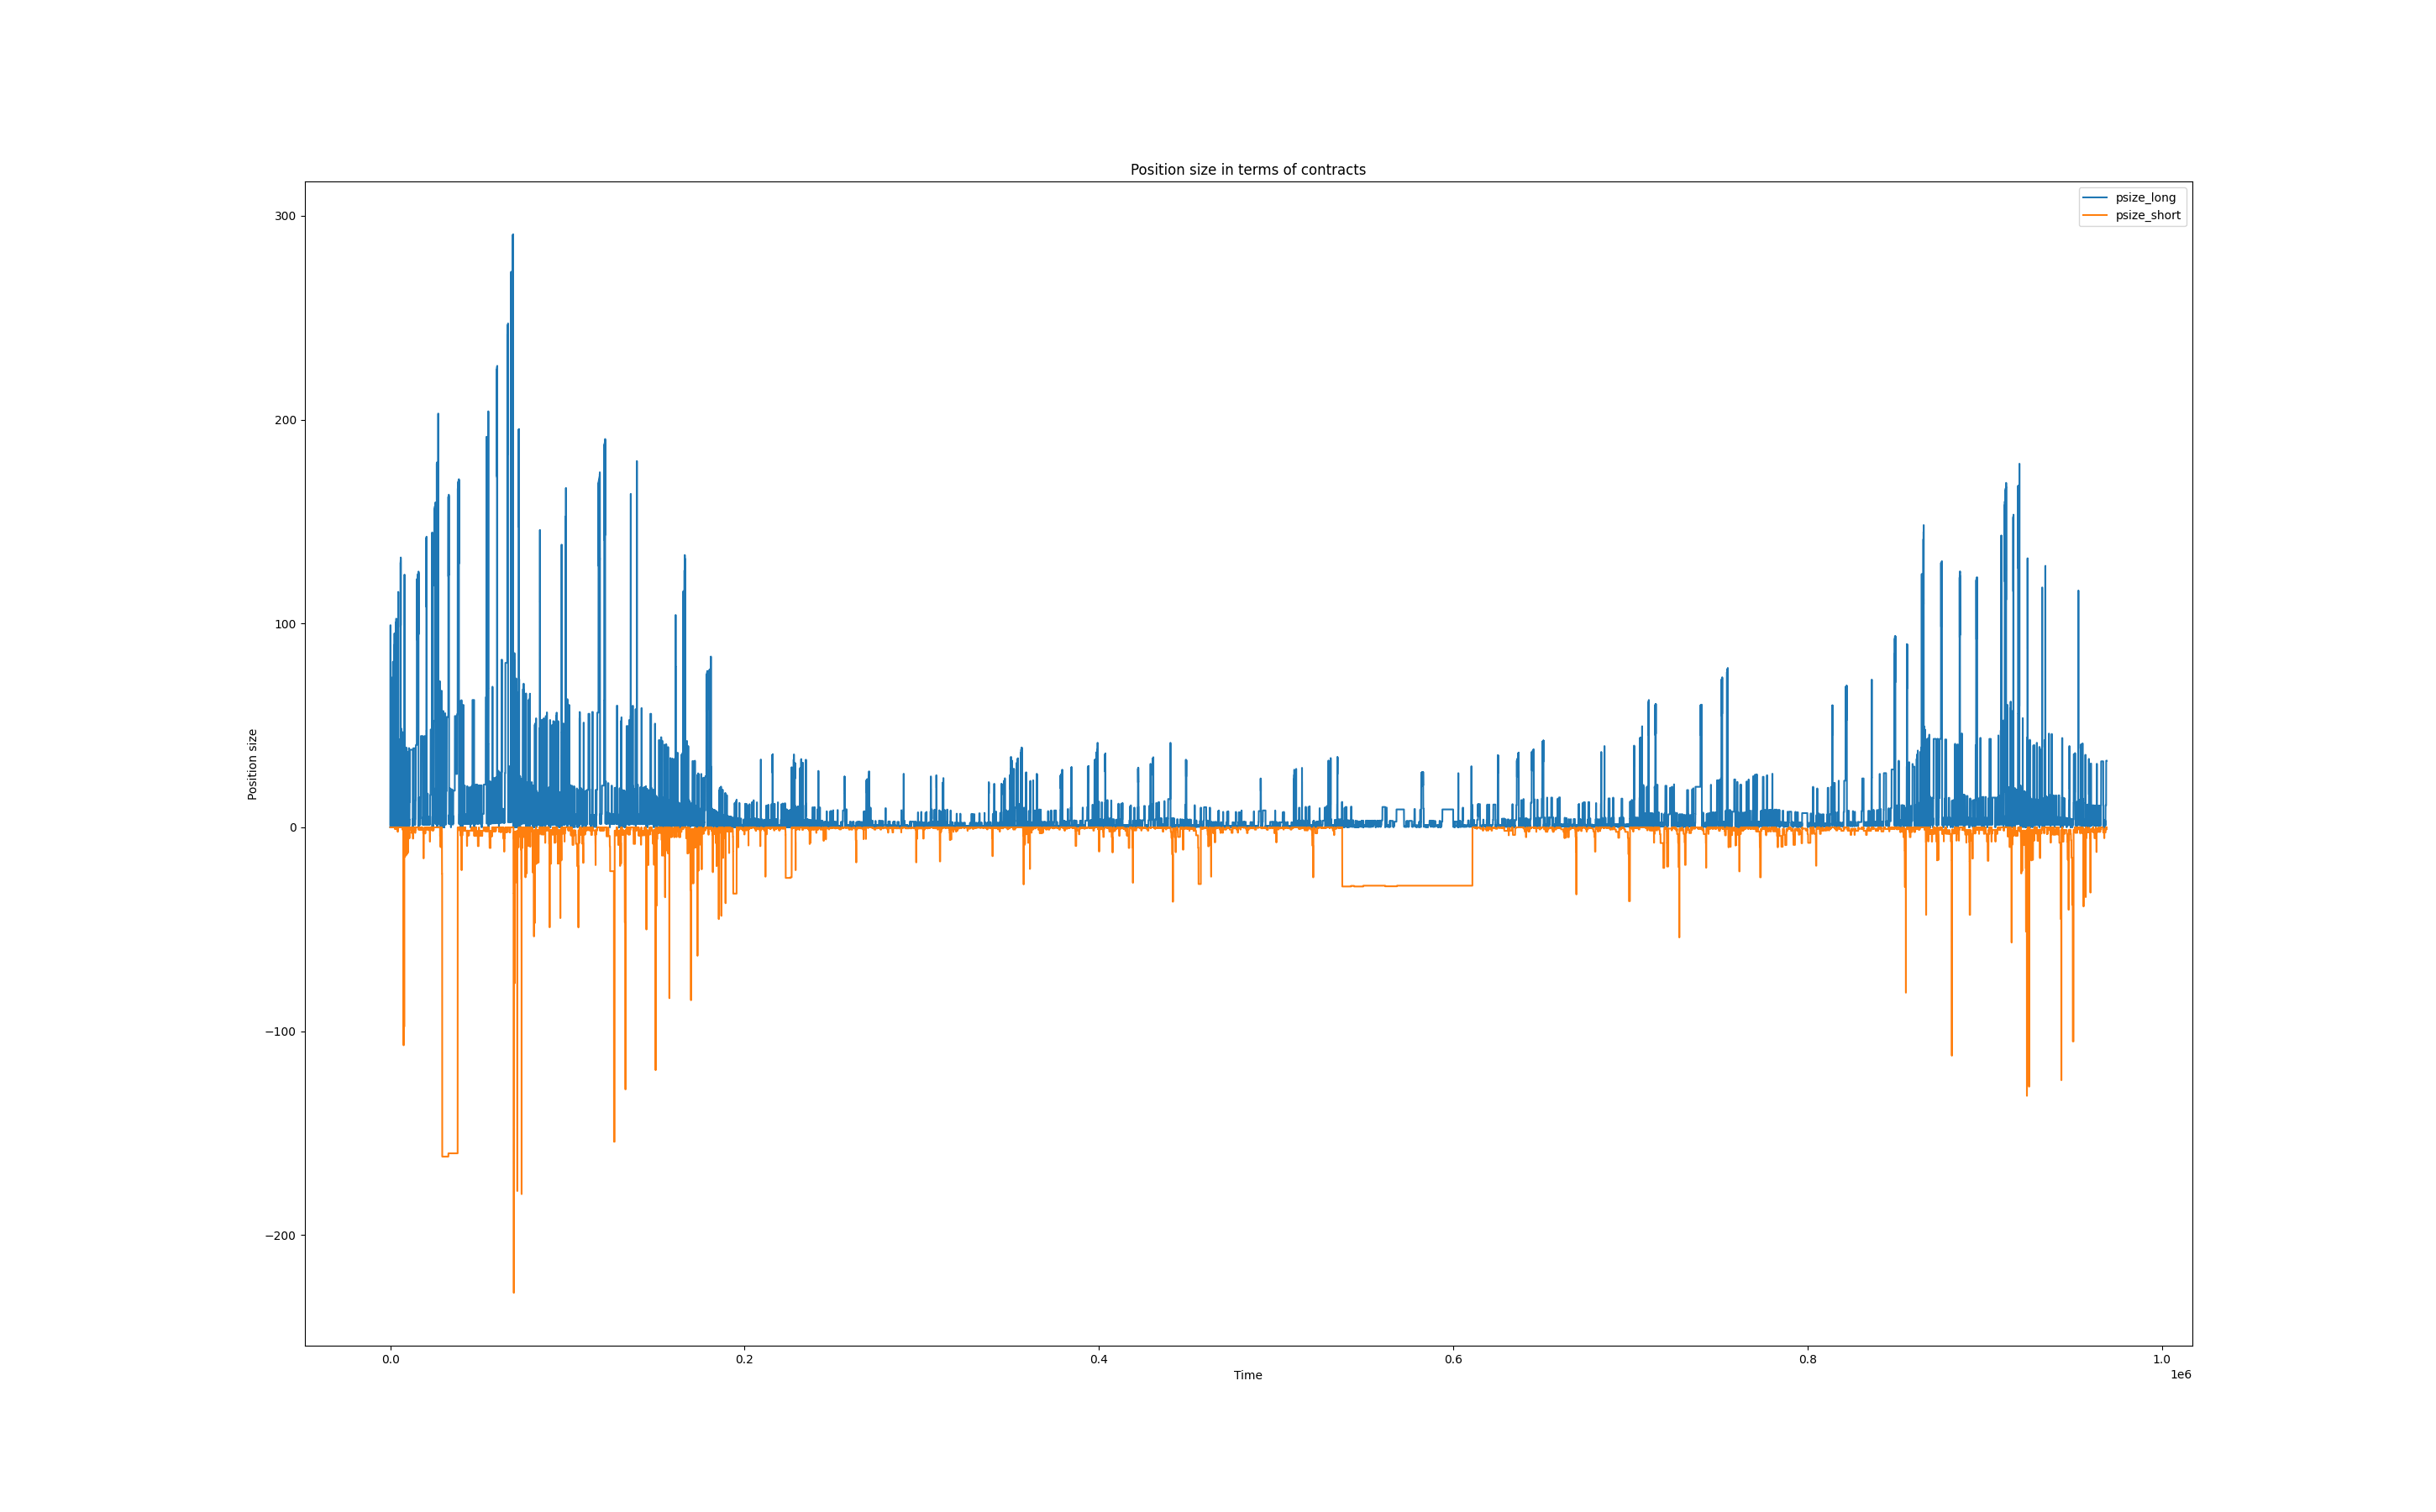 Position size in terms of contracts
psize_long
psize_short
Position size
300
200
100
0
−100
−200
0.0
0.2
0.4
0.6
0.8
1.0
1e6
Time